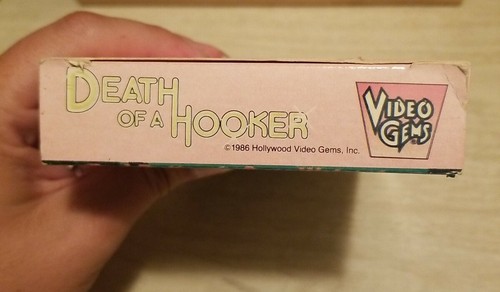 DEATH
OF A HOOKER
©1986 Hollywood Video Gems, Inc.
VIDEO
GEMS